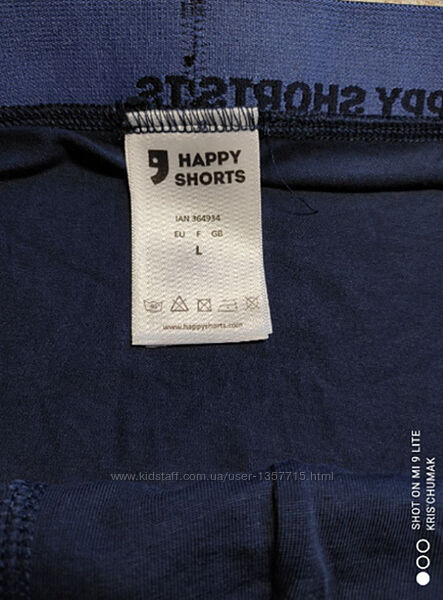 PPY SHORTS
HAPPY
SHORTS
IAN 364934
EU F GB
L
www.happyshorts.com
www.kidstaff.com.ua/user-1357715.html
SHOT ON MI 9 LITE
KRIS'CHUMAK